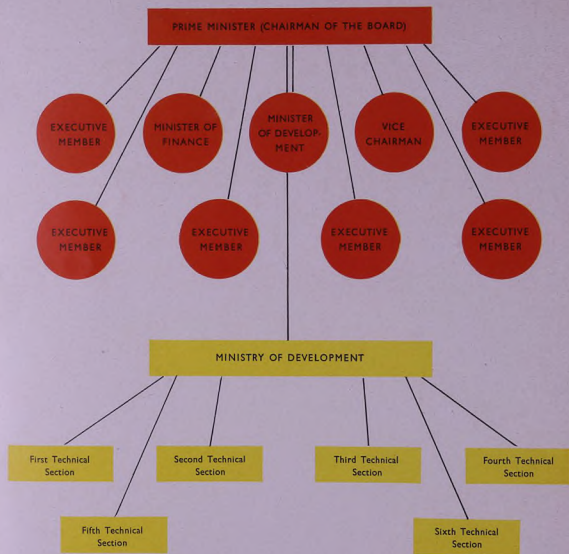 PRIME MINISTER (CHAIRMAN OF THE BOARD)
EXECUTIVE
MEMBER
MINISTER OF
FINANCE
MINISTER
OF DEVELOP-
MENT
VICE
CHAIRMAN
EXECUTIVE
MEMBER
EXECUTIVE
MEMBER
EXECUTIVE
MEMBER
EXECUTIVE
MEMBER
EXECUTIVE
MEMBER
MINISTRY OF DEVELOPMENT
First Technical
Section
Second Technical
Section
Third Technical
Section
Fourth Technical
Section
Fifth Technical
Section
Sixth Technical
Section